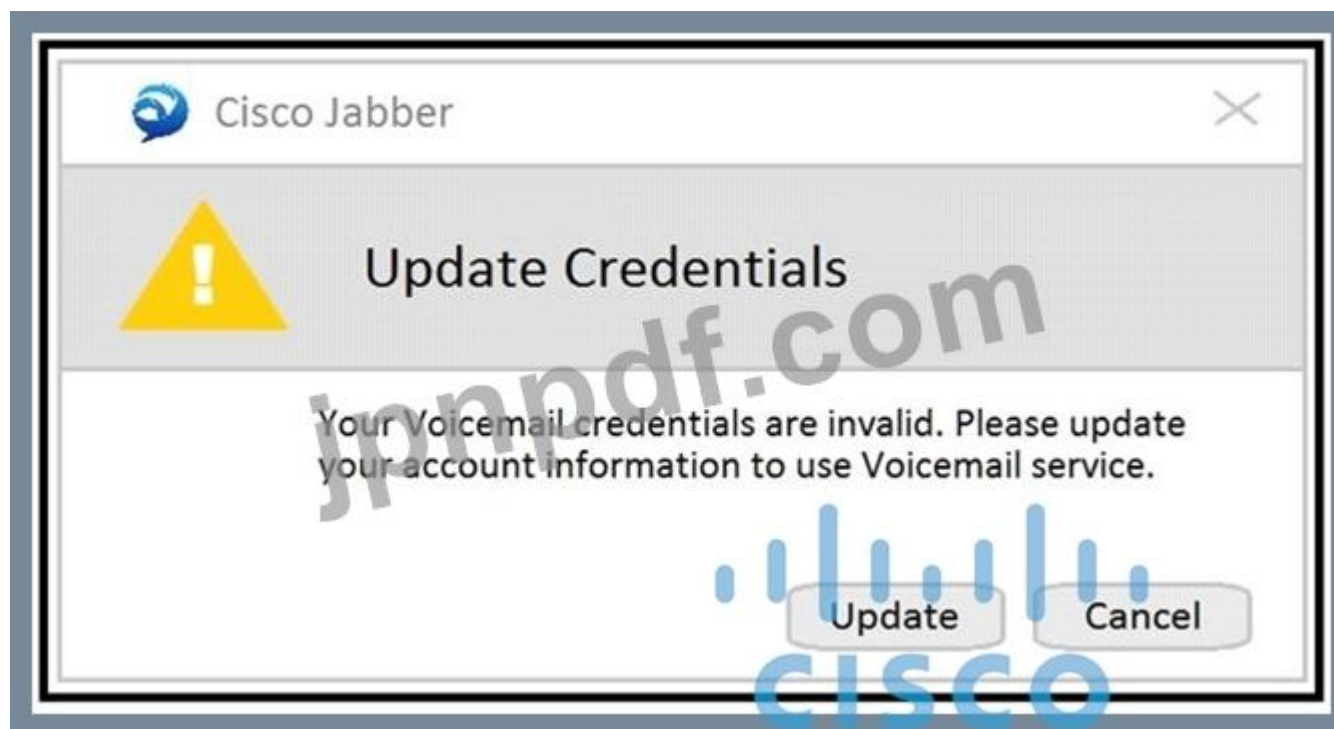 Cisco Jabber
Update Credentials
jpnpdf.com
Your Voicemail credentials are invalid. Please update
your account information to use Voicemail service.
Update Cancel
CISCO